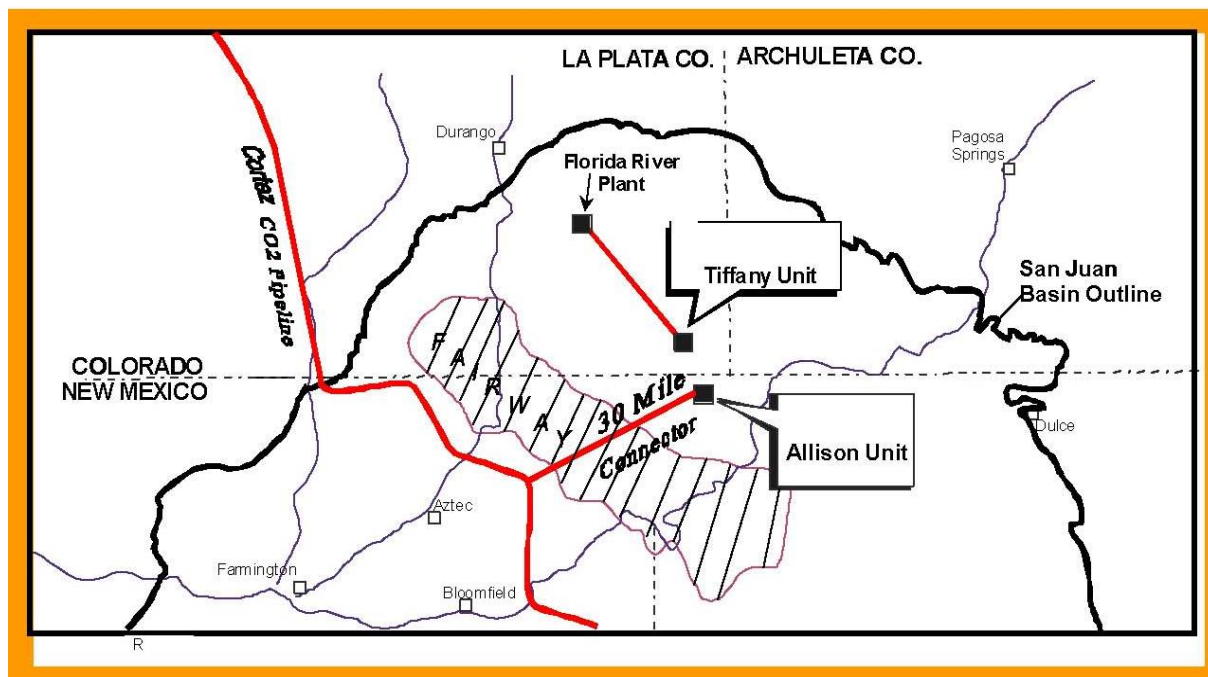 LA PLATA CO.
ARCHULETA CO.
Durango
Pagosa
Springs
Florida River
Plant
Cortez CO2 Pipeline
Tiffany Unit
San Juan
Basin Outline
COLORADO
NEW MEXICO
FAIRWAY
30 Mile
Connector
Allison Unit
Dulce
Aztec
Farmington
Bloomfield
R